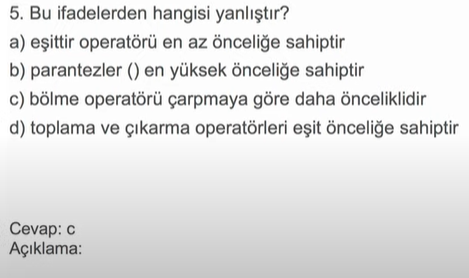 5. Bu ifadelerden hangisi yanlıştır?
a) eşittir operatörü en az önceliğe sahiptir
b) parantezler () en yüksek önceliğe sahiptir
c) bölme operatörü çarpmaya göre daha önceliklidir
d) toplama ve çıkarma operatörleri eşit önceliğe sahiptir
Cevap: c
Açıklama: